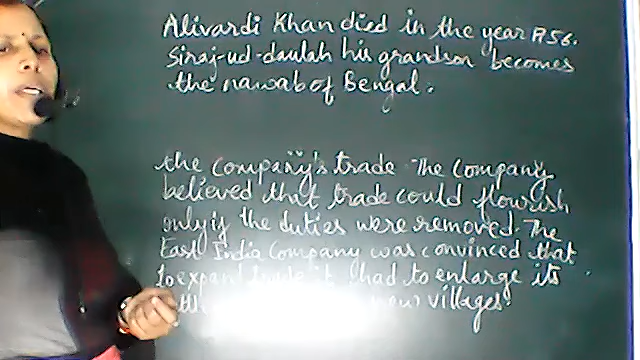 Alivardi Khan died in the year 1756.
Siraj-ud-daulah his grandson becomes
the nawab of Bengal.
the company's trade. The Company
believed that trade could flourish
only if the duties were removed. The
East India Company was convinced that
to expand trade it had to enlarge its
villages.